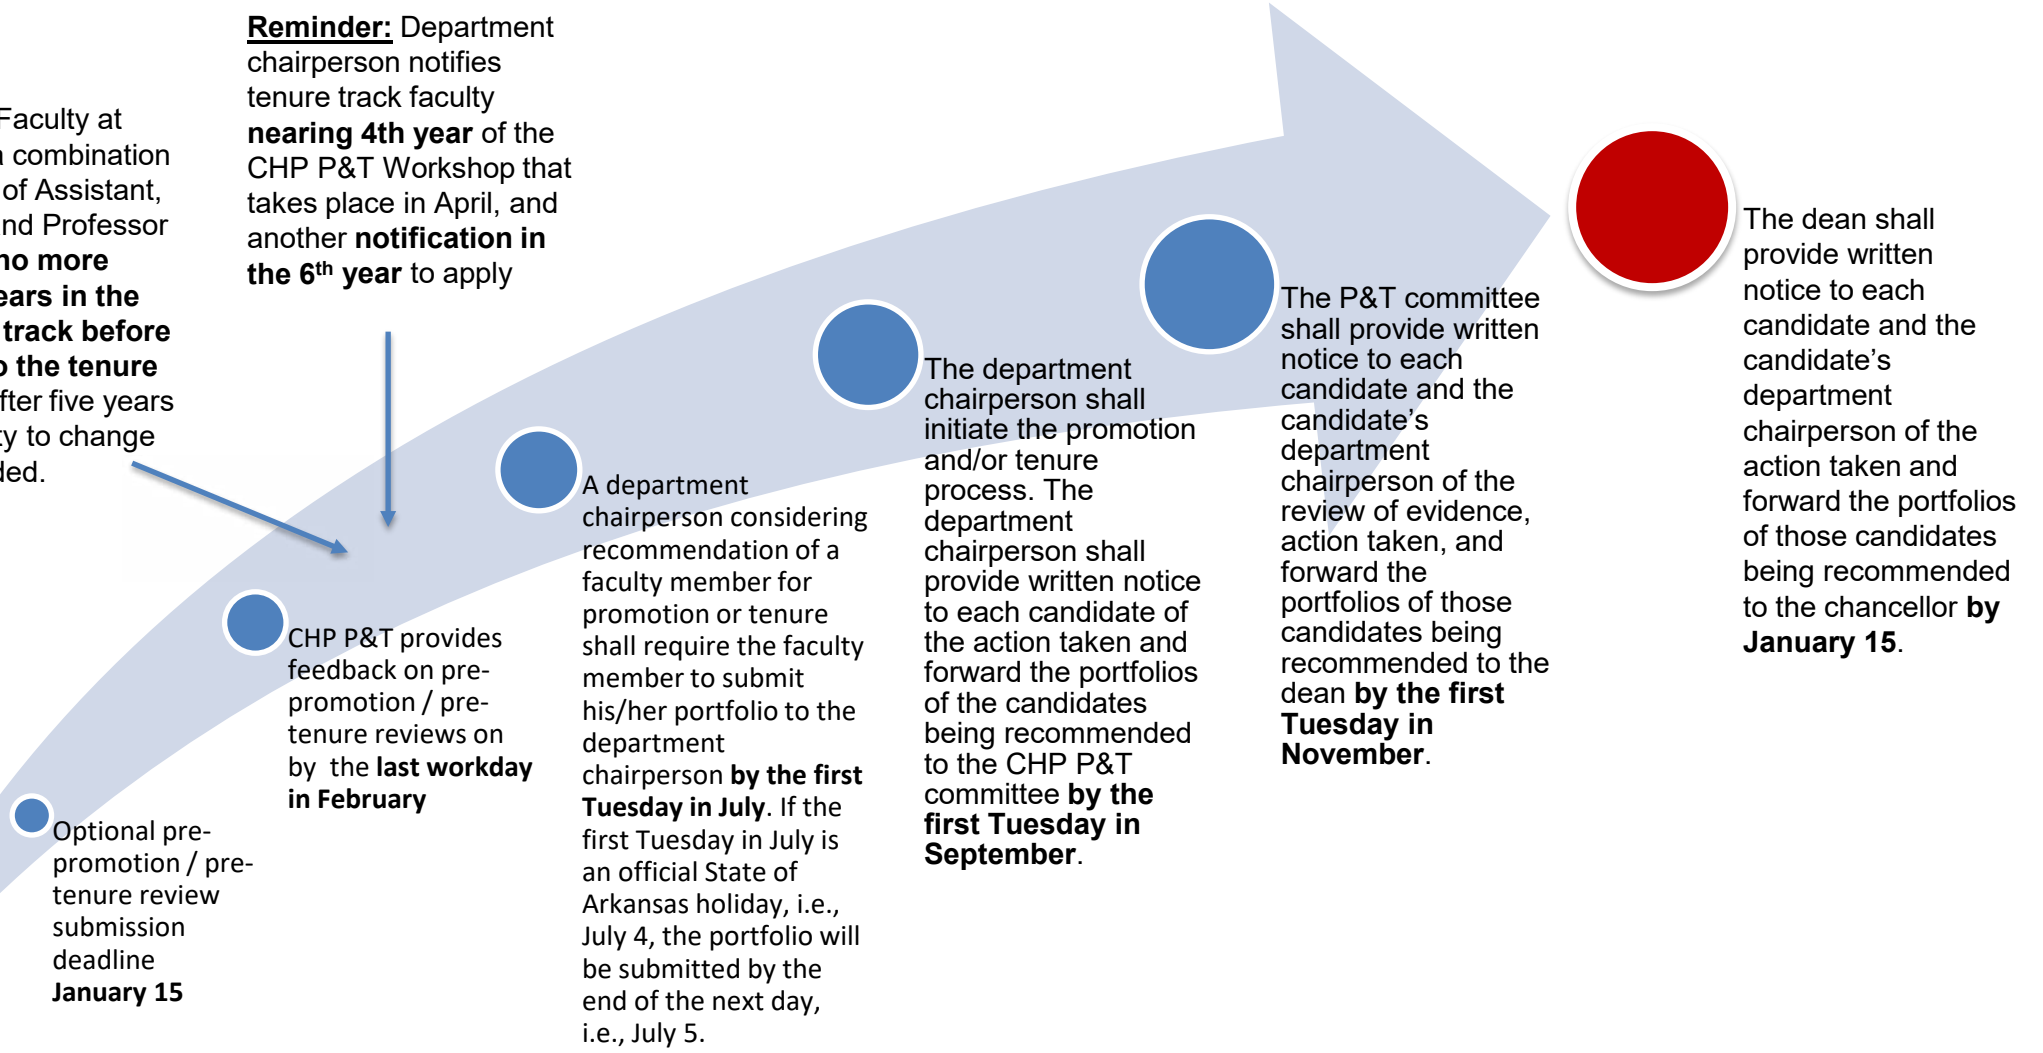 Faculty at
a combination
of Assistant,
and Professor
no more
ears in the
track before
o the tenure
fter five years
ty to change
ded.
Reminder: Department
chairperson notifies
tenure track faculty
nearing 4th year of the
CHP P&T Workshop that
takes place in April, and
another notification in
the 6th year to apply
Optional pre-
promotion / pre-
tenure review
submission
deadline
January 15
CHP P&T provides
feedback on pre-
promotion / pre-
tenure reviews on
by the last workday
in February
A department
chairperson considering
recommendation of a
faculty member for
promotion or tenure
shall require the faculty
member to submit
his/her portfolio to the
department
chairperson by the first
Tuesday in July. If the
first Tuesday in July is
an official State of
Arkansas holiday, i.e.,
July 4, the portfolio will
be submitted by the
end of the next day,
i.e., July 5.
The department
chairperson shall
initiate the promotion
and/or tenure
process. The
department
chairperson shall
provide written notice
to each candidate of
the action taken and
forward the portfolios
of the candidates
being recommended
to the CHP P&T
committee by the
first Tuesday in
September.
The P&T committee
shall provide written
notice to each
candidate and the
candidate’s
department
chairperson of the
review of evidence,
action taken, and
forward the
portfolios of those
candidates being
recommended to the
dean by the first
Tuesday in
November.
The dean shall
provide written
notice to each
candidate and the
candidate’s
department
chairperson of the
action taken and
forward the portfolios
of those candidates
being recommended
to the chancellor by
January 15.